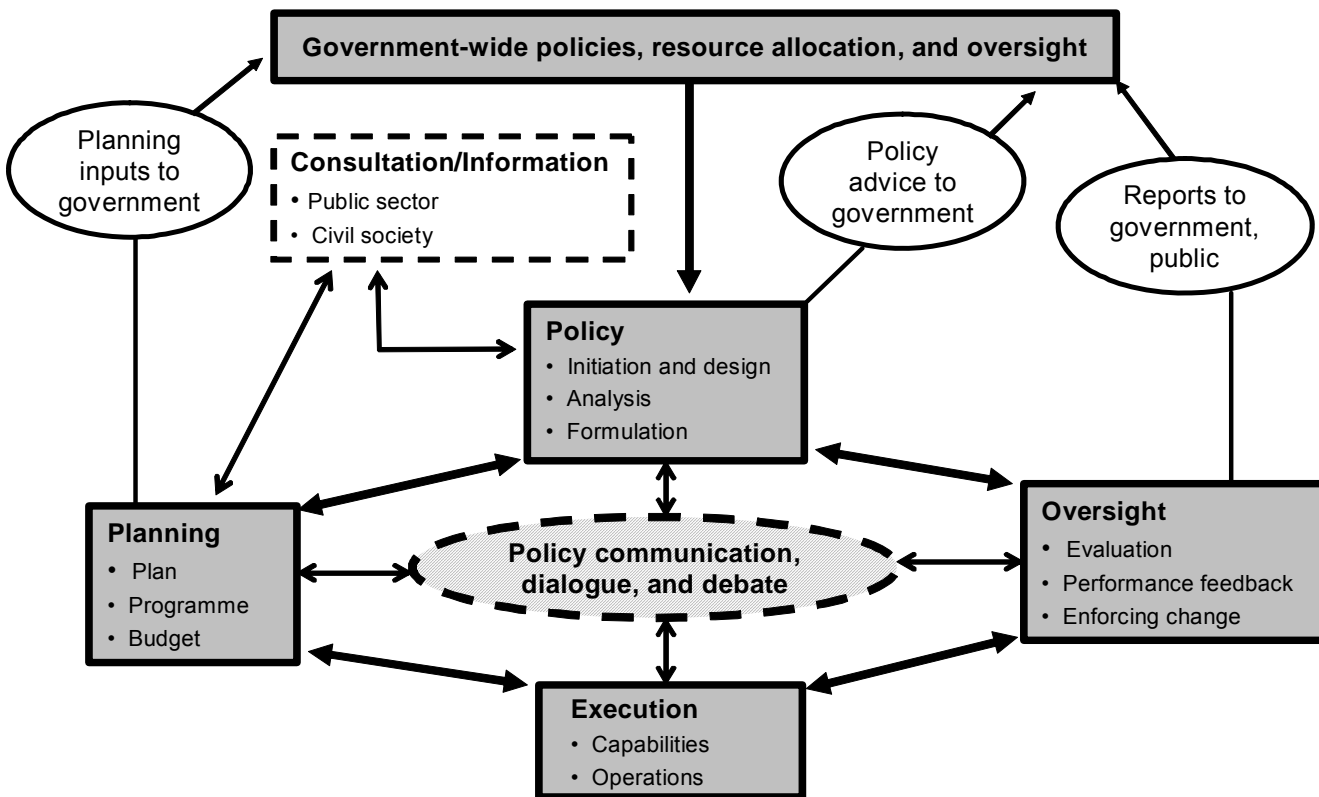 Government-wide policies, resource allocation, and oversight
Planning
inputs to
government
Consultation/Information
• Public sector
• Civil society
Policy
advice to
government
Reports to
government,
public
Policy
• Initiation and design
• Analysis
• Formulation
Planning
• Plan
• Programme
• Budget
Policy communication,
dialogue, and debate
Oversight
• Evaluation
• Performance feedback
• Enforcing change
Execution
• Capabilities
• Operations